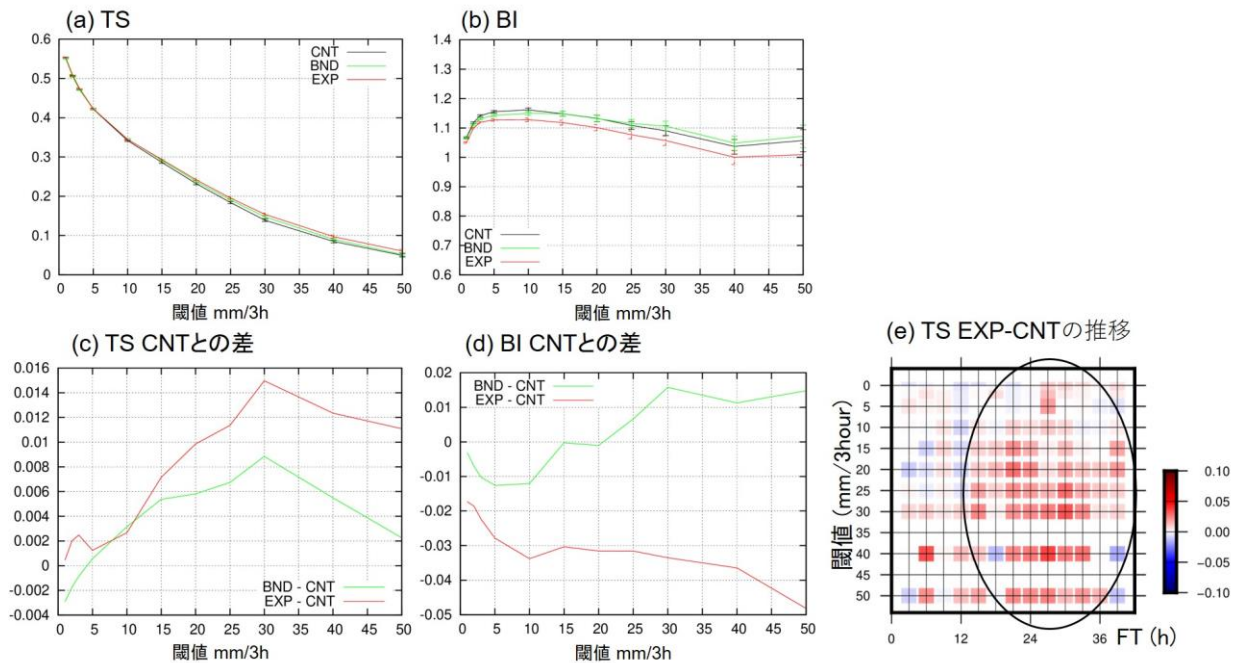 (a) TS
0.6
0.5
0.4
0.3
0.2
0.1
0
CNT
BND
EXP
0 5 10 15 20 25 30 35 40 45 50
閾値 mm/3h
(b) BI
1.4
1.3
1.2
1.1
1
0.9
0.8
0.7
0.6
CNT
BND
EXP
0 5 10 15 20 25 30 35 40 45 50
閾値 mm/3h
(c) TS CNTとの差
0.016
0.014
0.012
0.01
0.008
0.006
0.004
0.002
0
-0.002
-0.004
BND - CNT
EXP - CNT
0 5 10 15 20 25 30 35 40 45 50
閾値 mm/3h
(d) BI CNTとの差
0.02
0.01
0
-0.01
-0.02
-0.03
-0.04
-0.05
BND - CNT
EXP - CNT
0 5 10 15 20 25 30 35 40 45 50
閾値 mm/3h
(e) TS EXP-CNTの推移
閾値 (mm/3hour)
0
5
10
15
20
25
30
35
40
45
50
0 12 24 36 FT (h)
0.10
0.05
0.00
−0.05
−0.10